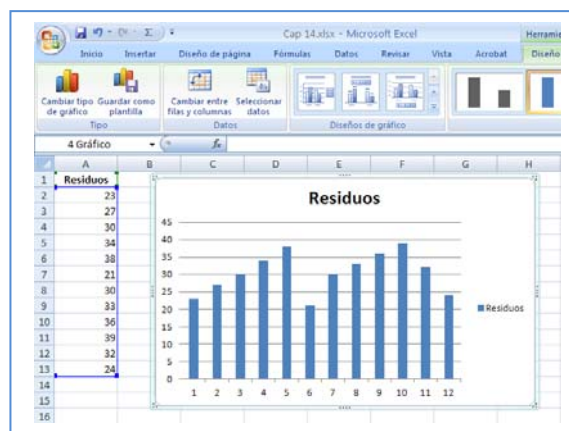 Cap 14.xlsx - Microsoft Excel
Herramie
Inicio Insertar Diseño de página Fórmulas Datos Revisar Vista Acrobat Diseño
Cambiar tipo de gráfico
Guardar como plantilla
Cambiar entre filas y columnas
Seleccionar datos
Tipo
Datos
Diseños de gráfico
4 Gráfico
fx
A B C D E F G H
1 Residuos
2 23
3 27
4 30
5 34
6 38
7 21
8 30
9 33
10 36
11 39
12 32
13 24
14
15
16
Residuos
45
40
35
30
25
20
15
10
5
0
1 2 3 4 5 6 7 8 9 10 11 12
Residuos